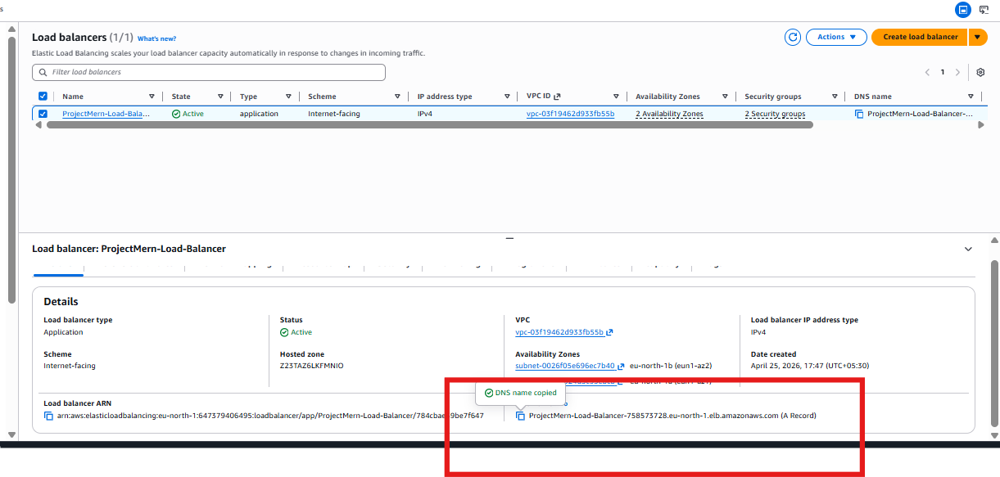 s
Load balancers (1/1) What's new?
Actions
Create load balancer
Elastic Load Balancing scales your load balancer capacity automatically in response to changes in incoming traffic.
Filter load balancers
1
Name State Type Scheme IP address type VPC ID Availability Zones Security groups DNS name
ProjectMern-Load-Bala... Active application Internet-facing IPv4 vpc-03f19462d933fb55b 2 Availability Zones 2 Security groups ProjectMern-Load-Balancer-...
Load balancer: ProjectMern-Load-Balancer
Details
Load balancer type Status VPC Load balancer IP address type
Application Active vpc-03f19462d933fb55b IPv4
Scheme Hosted zone Availability Zones Date created
Internet-facing Z23TAZ6LKFMNIO subnet-0026f05e696ec7b40 eu-north-1b (eun1-az2) April 25, 2026, 17:47 (UTC+05:30)
DNS name copied
Load balancer ARN
arn:aws:elasticloadbalancing:eu-north-1:647379406495:loadbalancer/app/ProjectMern-Load-Balancer/ ProjectMern-Load-Balancer-758573728.eu-north-1.elb.amazonaws.com (A Record)